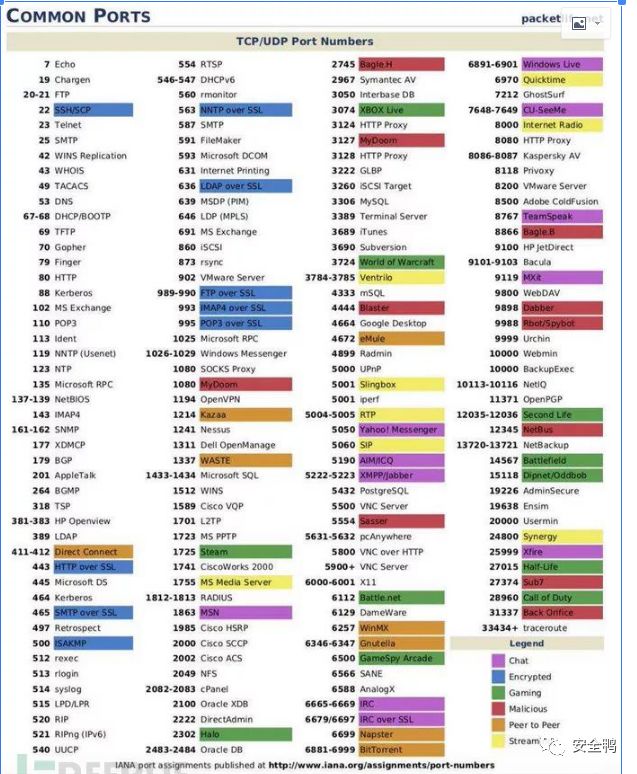 COMMON PORTS
packetlife.net
TCP/UDP Port Numbers
7 Echo
19 Chargen
20-21 FTP
22 SSH/SCP
23 Telnet
25 SMTP
42 WINS Replication
43 WHOIS
49 TACACS
53 DNS
67-68 DHCP/BOOTP
69 TFTP
70 Gopher
79 Finger
80 HTTP
88 Kerberos
102 MS Exchange
110 POP3
113 Ident
119 NNTP (Usenet)
123 NTP
135 Microsoft RPC
137-139 NetBIOS
143 IMAP4
161-162 SNMP
177 XDMCP
179 BGP
201 AppleTalk
264 BGMP
318 TSP
381-383 HP Openview
389 LDAP
411-412 Direct Connect
443 HTTP over SSL
445 Microsoft DS
464 Kerberos
465 SMTP over SSL
497 Retrospect
500 ISAKMP
512 rexec
513 rlogin
514 syslog
515 LPD/LPR
520 RIP
521 RIPng (IPv6)
540 UUCP
554 RTSP
546-547 DHCPv6
560 rmonitor
563 NNTP over SSL
587 SMTP
591 FileMaker
593 Microsoft DCOM
631 Internet Printing
636 LDAP over SSL
639 MSDP (PIM)
646 LDP (MPLS)
691 MS Exchange
860 iSCSI
873 rsync
902 VMware Server
989-990 FTP over SSL
993 IMAP4 over SSL
995 POP3 over SSL
1025 Microsoft RPC
1026-1029 Windows Messenger
1080 SOCKS Proxy
1080 MyDoom
1194 OpenVPN
1214 Kazaa
1241 Nessus
1311 Dell OpenManage
1337 WASTE
1433-1434 Microsoft SQL
1512 WINS
1589 Cisco VQP
1701 L2TP
1723 MS PPTP
1725 Steam
1741 CiscoWorks 2000
1755 MS Media Server
1812-1813 RADIUS
1863 MSN
1985 Cisco HSRP
2000 Cisco SCCP
2002 Cisco ACS
2049 NFS
2082-2083 cPanel
2100 Oracle XDB
2222 DirectAdmin
2302 Halo
2483-2484 Oracle DB
2745 Bagle.H
2967 Symantec AV
3050 Interbase DB
3074 XBOX Live
3124 HTTP Proxy
3127 MyDoom
3128 HTTP Proxy
3222 GLBP
3260 iSCSI Target
3306 MySQL
3389 Terminal Server
3689 iTunes
3690 Subversion
3724 World of Warcraft
3784-3785 Ventrilo
4333 mSQL
4444 Blaster
4664 Google Desktop
4672 eMule
4899 Radmin
5000 UPnP
5001 Slingbox
5001 iperf
5004-5005 RTP
5050 Yahoo! Messenger
5060 SIP
5190 AIM/ICQ
5222-5223 XMPP/Jabber
5432 PostgreSQL
5500 VNC Server
5554 Sasser
5631-5632 pcAnywhere
5800 VNC over HTTP
5900+ VNC Server
6000-6001 X11
6112 Battle.net
6129 DameWare
6257 WinMX
6346-6347 Gnutella
6500 GameSpy Arcade
6566 SANE
6588 AnalogX
6665-6669 IRC
6679/6697 IRC over SSL
6699 Napster
6881-6999 BitTorrent
6891-6901 Windows Live
6970 Quicktime
7212 GhostSurf
7648-7649 CU-SeeMe
8000 Internet Radio
8080 HTTP Proxy
8086-8087 Kaspersky AV
8118 Privoxy
8200 VMware Server
8500 Adobe ColdFusion
8767 TeamSpeak
8866 Bagle.B
9100 HP JetDirect
9101-9103 Bacula
9119 MXit
9800 WebDAV
9898 Dabber
9988 Rbot/Spybot
9999 Urchin
10000 Webmin
10000 BackupExec
10113-10116 NetIQ
11371 OpenPGP
12035-12036 Second Life
12345 NetBus
13720-13721 NetBackup
14567 Battlefield
15118 Dipnet/Oddbob
19226 AdminSecure
19638 Ensim
20000 Usermin
24800 Synergy
25999 Xfire
27015 Half-Life
27374 Sub7
28960 Call of Duty
31337 Back Orifice
33434+ traceroute
Legend
Chat
Encrypted
Gaming
Malicious
Peer to Peer
安全鸭
IANA port assignments published at http://www.iana.org/assignments/port-numbers